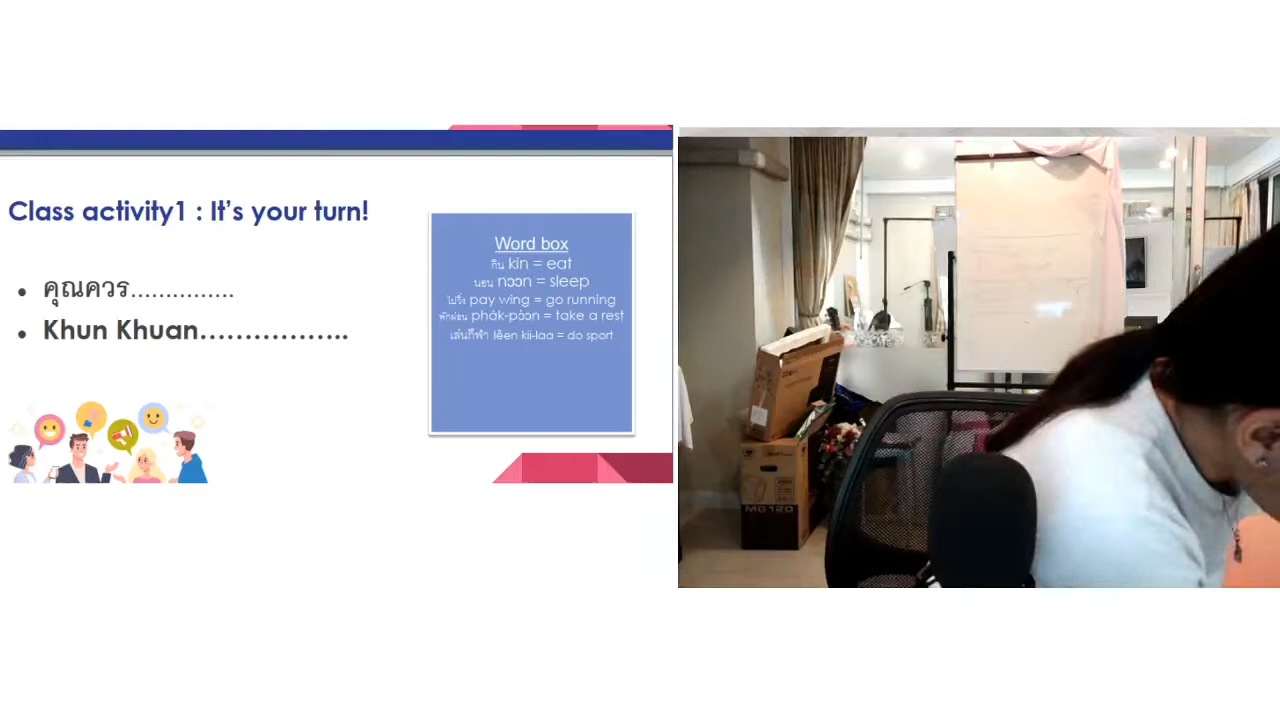 Class activity1 : It's your turn!
• คุณควร...............
• Khun Khuan.................
Word box
กิน kin = eat
นอน nɔɔn = sleep
ไปวิ่ง pay wing = go running
พักผ่อน phák-pɔ̀ɔn = take a rest
เล่นกีฬา lêen kii-laa = do sport
MG120